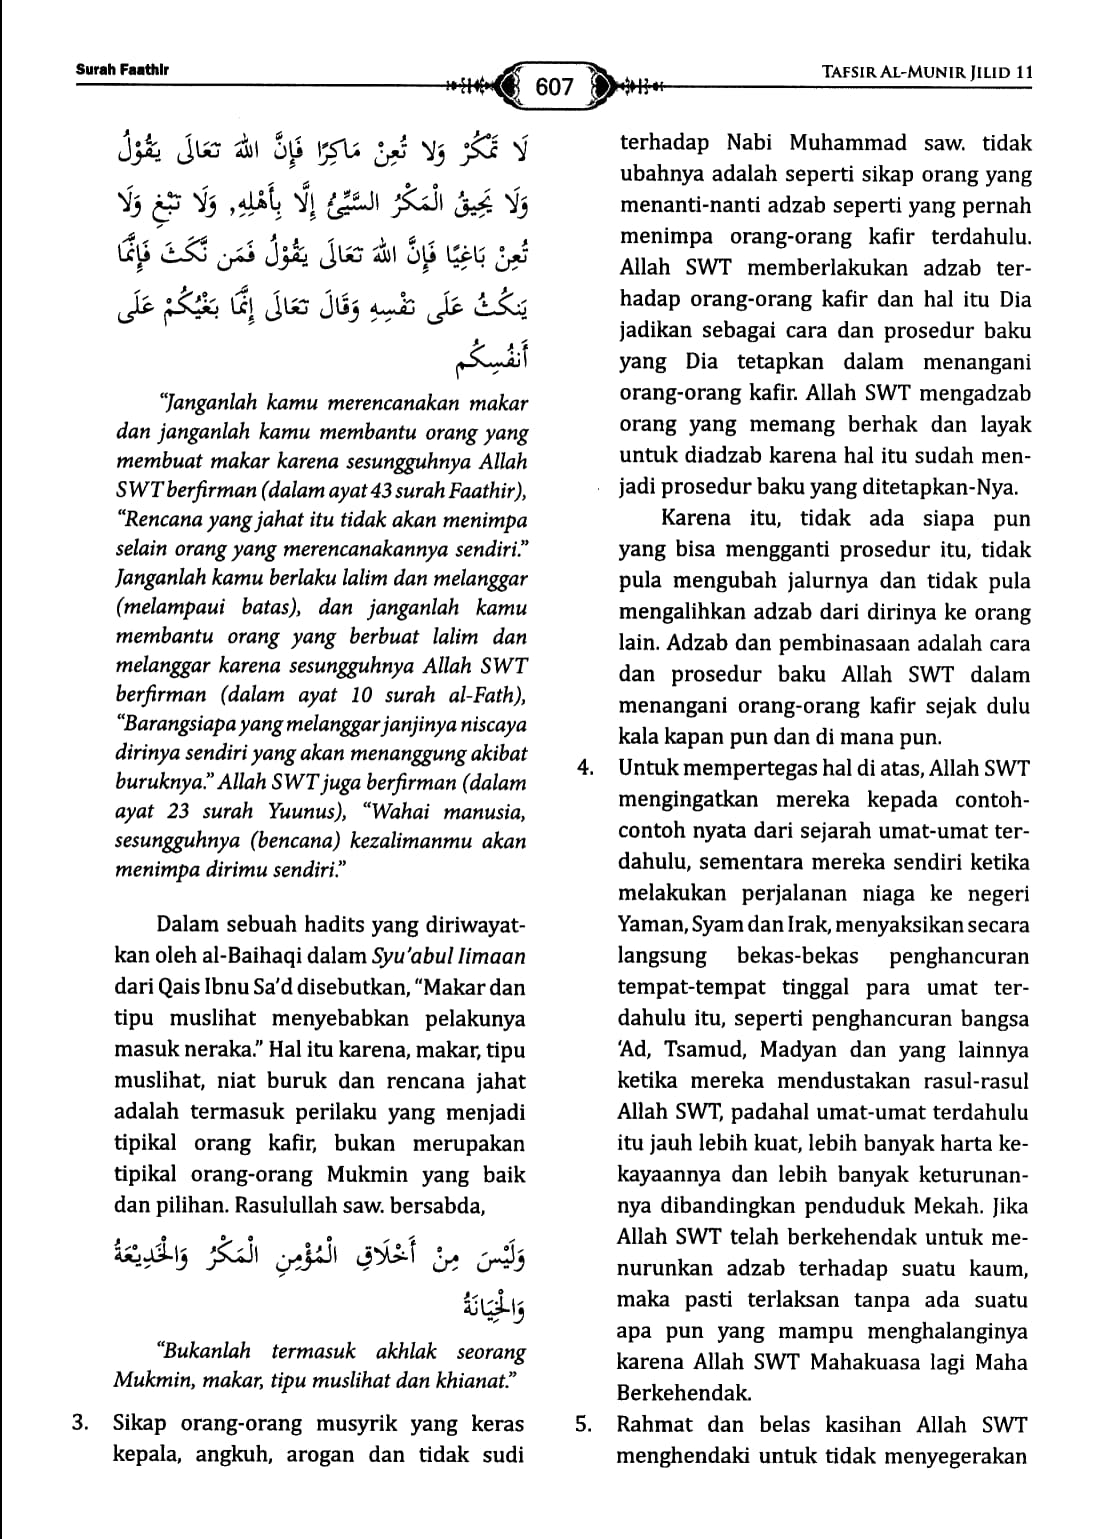 Surah Faathir
607
TAFSIR AL-MUNIR JILID 11
لَا تَمْكُرْ وَلَا تُعِنْ مَاكِرًا فَإِنَّ اللهَ تَعَالَى يَقُوْلُ
وَلَا يَحِيقُ الْمَكْرُ السَّيِّئُ إِلَّا بِأَهْلِهِ, وَلَا تَبْغِ وَلَا
تُعِنْ بَاغِيًا فَإِنَّ اللهَ تَعَالَى يَقُوْلُ فَمَن نَّكَثَ فَإِنَّمَا
يَنكُثُ عَلَى نَفْسِهِ وَقَالَ تَعَالَى إِنَّمَا بَغْيُكُمْ عَلَى
أَنفُسِكُم
“Janganlah kamu merencanakan makar
dan janganlah kamu membantu orang yang
membuat makar karena sesungguhnya Allah
SWT berfirman (dalam ayat 43 surah Faathir),
“Rencana yang jahat itu tidak akan menimpa
selain orang yang merencanakannya sendiri.”
Janganlah kamu berlaku lalim dan melanggar
(melampaui batas), dan janganlah kamu
membantu orang yang berbuat lalim dan
melanggar karena sesungguhnya Allah SWT
berfirman (dalam ayat 10 surah al-Fath),
“Barangsiapa yang melanggar janjinya niscaya
dirinya sendiri yang akan menanggung akibat
buruknya.” Allah SWT juga berfirman (dalam
ayat 23 surah Yuunus), “Wahai manusia,
sesungguhnya (bencana) kezalimanmu akan
menimpa dirimu sendiri.”
Dalam sebuah hadits yang diriwayat-
kan oleh al-Baihaqi dalam Syu’abul Iimaan
dari Qais Ibnu Sa’d disebutkan, “Makar dan
tipu muslihat menyebabkan pelakunya
masuk neraka.” Hal itu karena, makar, tipu
muslihat, niat buruk dan rencana jahat
adalah termasuk perilaku yang menjadi
tipikal orang kafir, bukan merupakan
tipikal orang-orang Mukmin yang baik
dan pilihan. Rasulullah saw. bersabda,
وَلَيْسَ مِنْ أَخْلَاقِ الْمُؤْمِنِ الْمَكْرُ وَالْخَدِيْعَةُ
وَالْخِيَانَةُ
“Bukanlah termasuk akhlak seorang
Mukmin, makar, tipu muslihat dan khianat.”
3. Sikap orang-orang musyrik yang keras
kepala, angkuh, arogan dan tidak sudi
terhadap Nabi Muhammad saw. tidak
ubahnya adalah seperti sikap orang yang
menanti-nanti adzab seperti yang pernah
menimpa orang-orang kafir terdahulu.
Allah SWT memberlakukan adzab ter-
hadap orang-orang kafir dan hal itu Dia
jadikan sebagai cara dan prosedur baku
yang Dia tetapkan dalam menangani
orang-orang kafir. Allah SWT mengadzab
orang yang memang berhak dan layak
untuk diadzab karena hal itu sudah men-
jadi prosedur baku yang ditetapkan-Nya.
Karena itu, tidak ada siapa pun
yang bisa mengganti prosedur itu, tidak
pula mengubah jalurnya dan tidak pula
mengalihkan adzab dari dirinya ke orang
lain. Adzab dan pembinasaan adalah cara
dan prosedur baku Allah SWT dalam
menangani orang-orang kafir sejak dulu
kala kapan pun dan di mana pun.
4. Untuk mempertegas hal di atas, Allah SWT
mengingatkan mereka kepada contoh-
contoh nyata dari sejarah umat-umat ter-
dahulu, sementara mereka sendiri ketika
melakukan perjalanan niaga ke negeri
Yaman, Syam dan Irak, menyaksikan secara
langsung bekas-bekas penghancuran
tempat-tempat tinggal para umat ter-
dahulu itu, seperti penghancuran bangsa
‘Ad, Tsamud, Madyan dan yang lainnya
ketika mereka mendustakan rasul-rasul
Allah SWT, padahal umat-umat terdahulu
itu jauh lebih kuat, lebih banyak harta ke-
kayaannya dan lebih banyak keturunan-
nya dibandingkan penduduk Mekah. Jika
Allah SWT telah berkehendak untuk me-
nurunkan adzab terhadap suatu kaum,
maka pasti terlaksan tanpa ada suatu
apa pun yang mampu menghalanginya
karena Allah SWT Mahakuasa lagi Maha
Berkehendak.
5. Rahmat dan belas kasihan Allah SWT
menghendaki untuk tidak menyegerakan